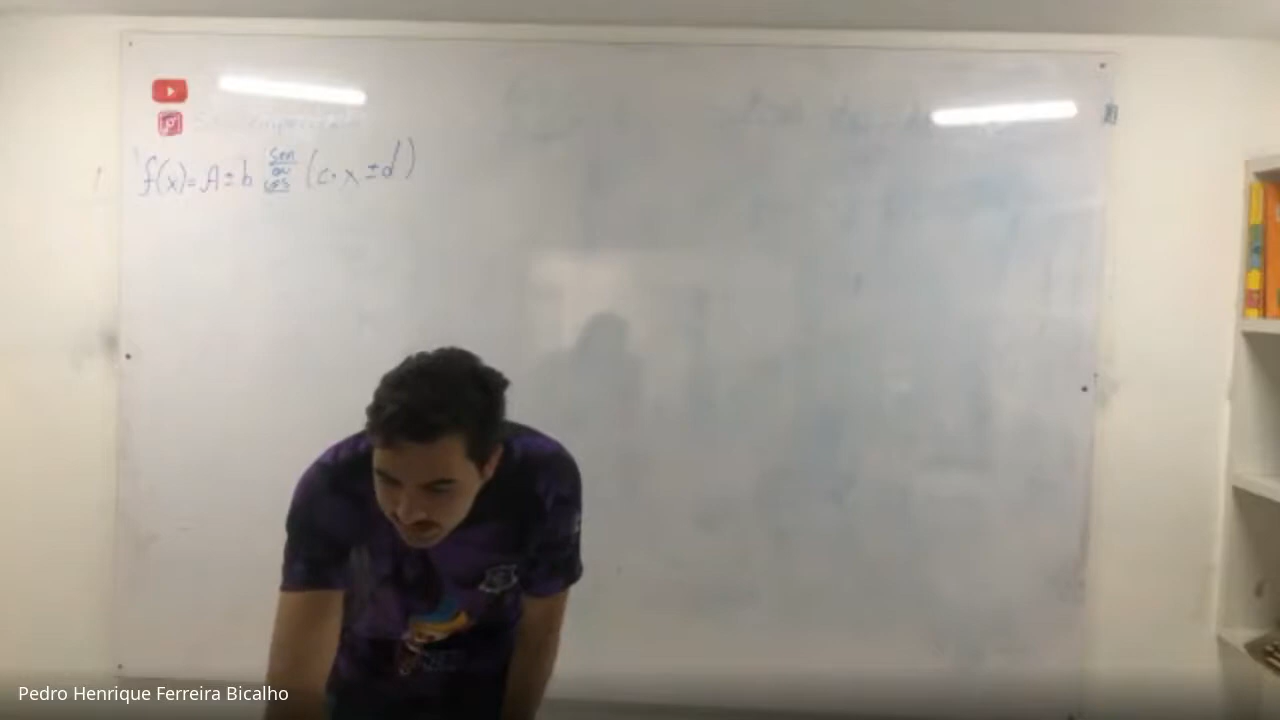 f(x)= A ± b sen ou cos (c· x ± d)
Pedro Henrique Ferreira Bicalho